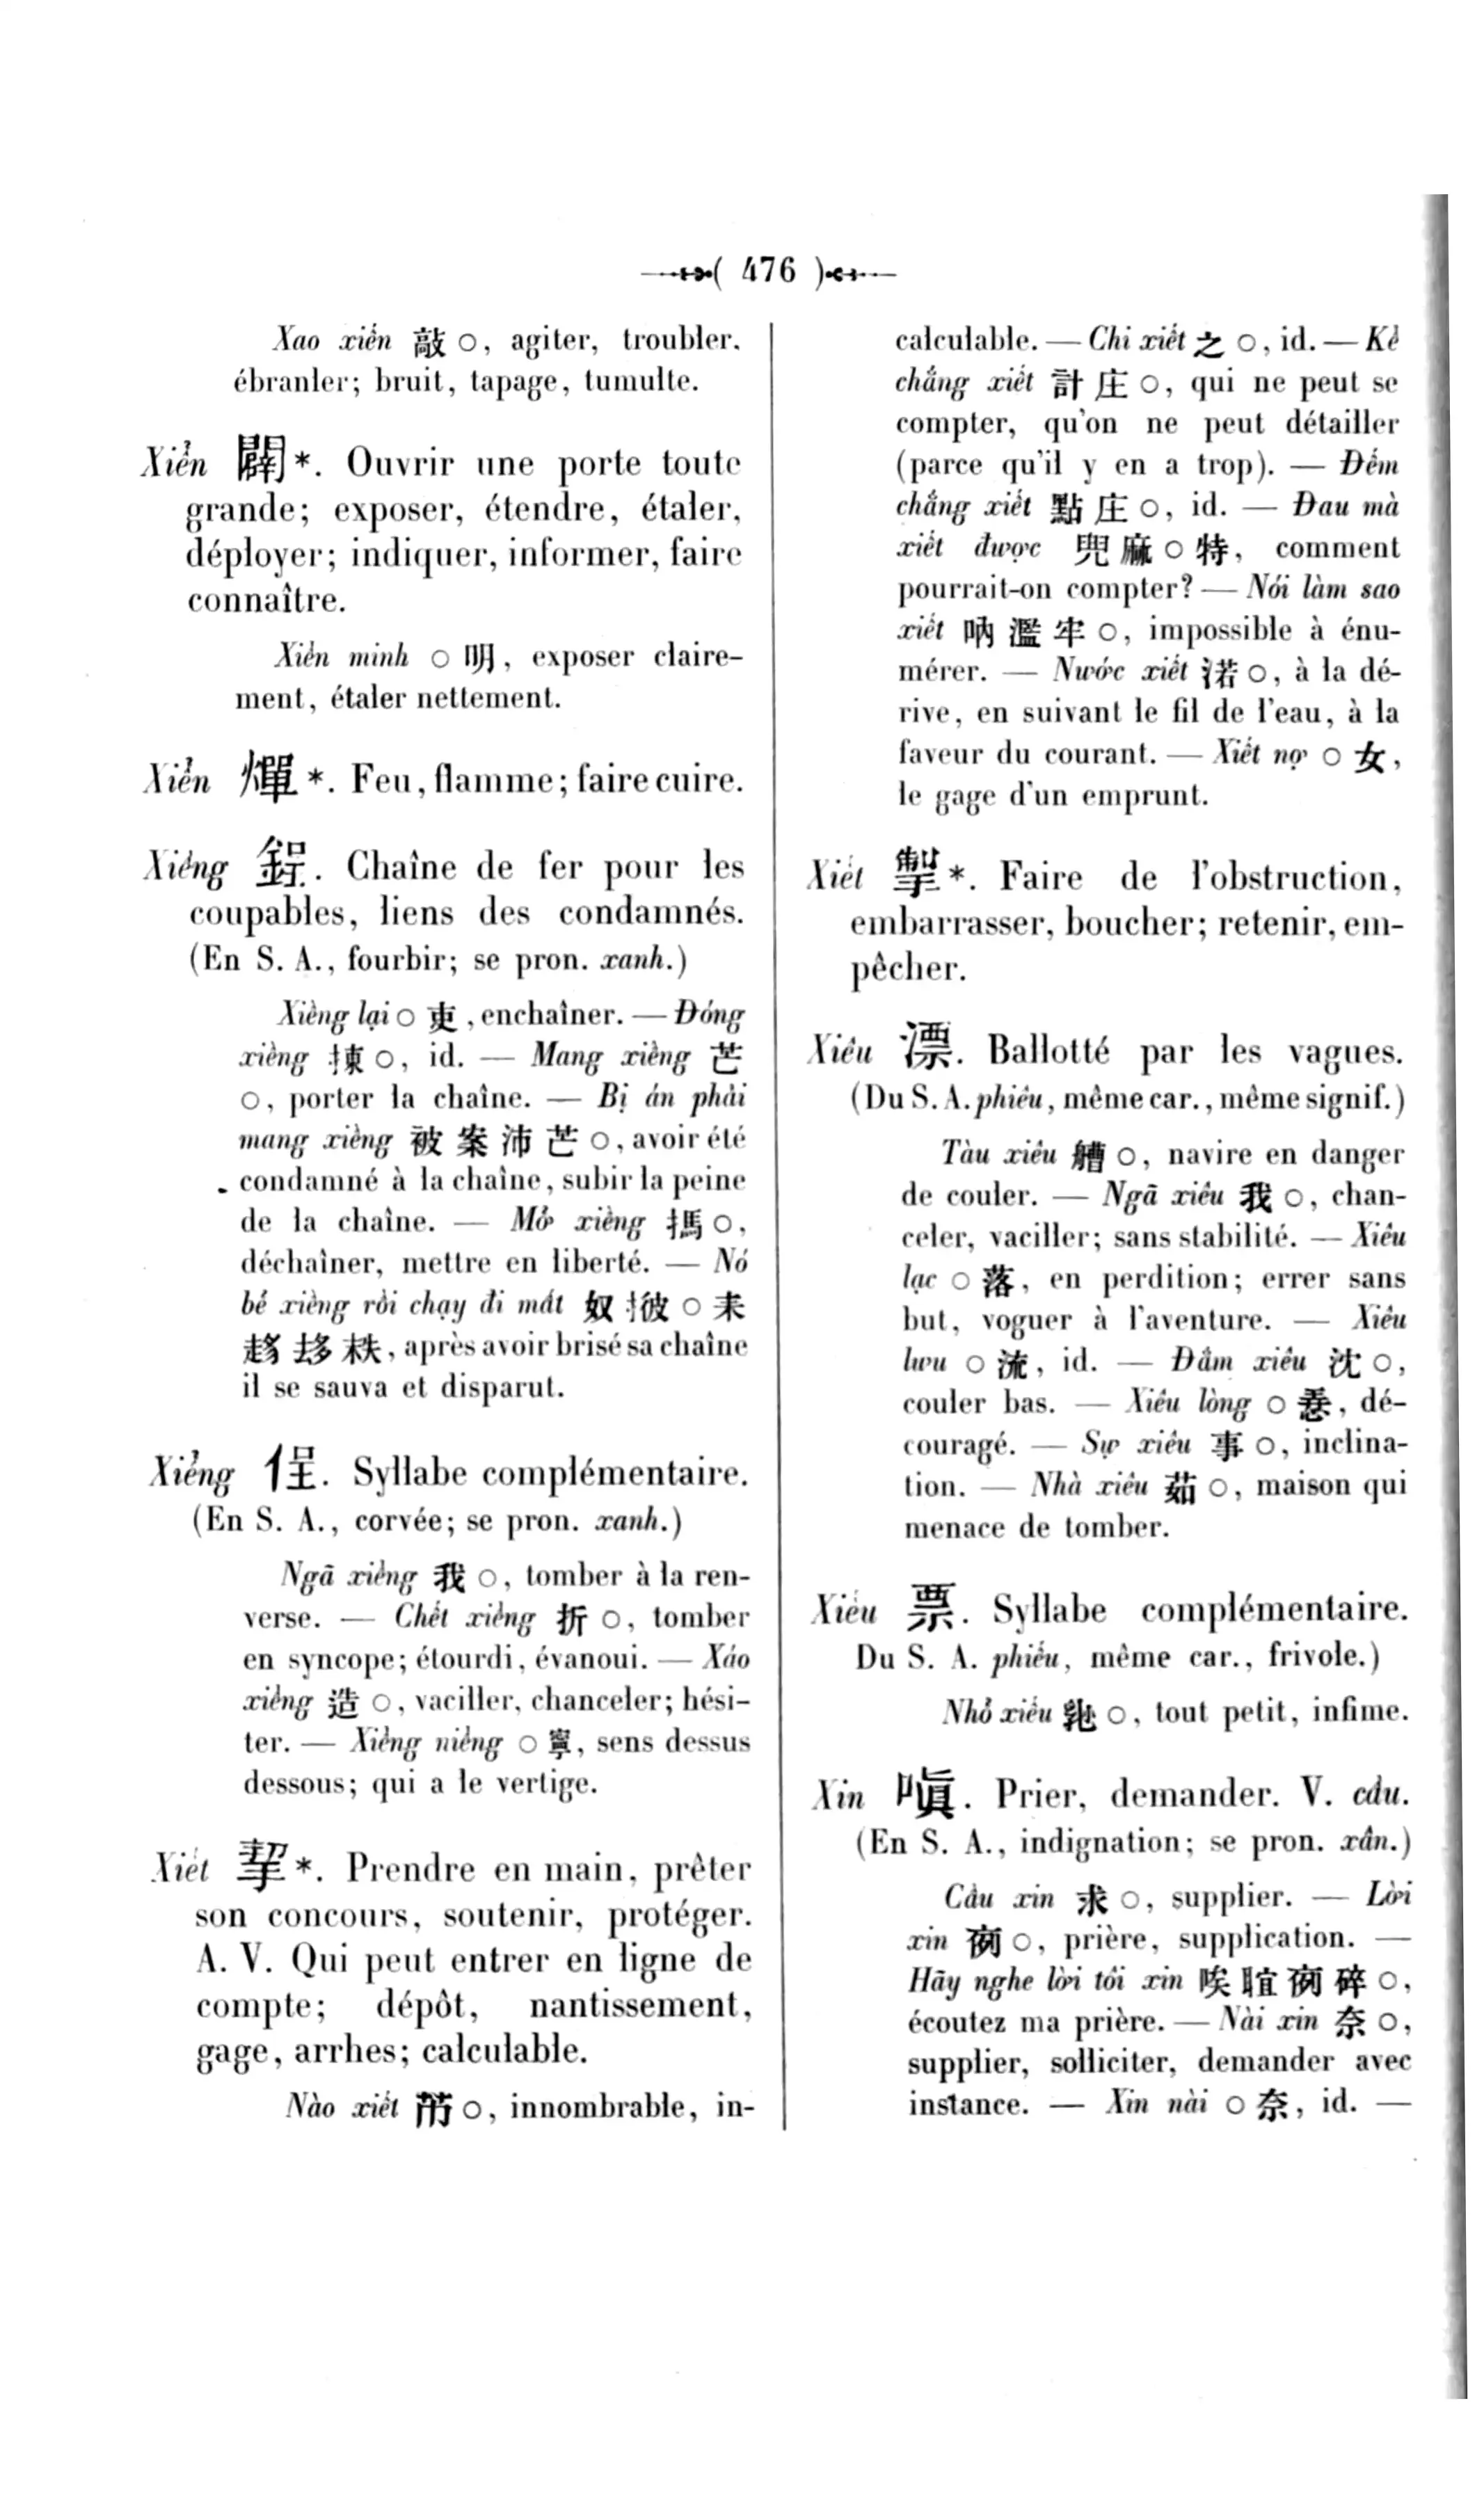 ( 476 )
Xao xiển 敲 ○, agiter, troubler.
ébranler; bruit, tapage, tumulte.
Xiển 闢 *. Ouvrir une porte toute
grande; exposer, étendre, étaler,
déployer; indiquer, informer, faire
connaître.
Xiển minh ○ 明, exposer claire-
ment, étaler nettement.
Xiển 燀 *. Feu, flamme; faire cuire.
Xiềng 鋥. Chaîne de fer pour les
coupables, liens des condamnés.
(En S. A., fourbir; se pron. xanh.)
Xiềng lại ○ 吏, enchaîner. — Đóng
xiềng 揀 ○, id. — Mang xiềng 芒
○, porter la chaîne. — Bị án phải
mang xiềng 被 案 沛 芒 ○, avoir été
condamné à la chaîne, subir la peine
de la chaîne. — Mở xiềng 𢷣 ○,
déchaîner, mettre en liberté. — Nó
bẻ xiềng rồi chạy đi mất 奴 ○ 耒
, après avoir brisé sa chaîne
il se sauva et disparut.
Xiểng 侱. Syllabe complémentaire.
(En S. A., corvée; se pron. xanh.)
Ngã xiểng 我 ○, tomber à la ren-
verse. — Chết xiểng 折 ○, tomber
en syncope; étourdi, évanoui. — Xáo
xiểng 造 ○, vaciller, chanceler; hési-
ter. — Xiểng niểng ○ 寧, sens dessus
dessous; qui a le vertige.
Xiết 挈 *. Prendre en main, prêter
son concours, soutenir, protéger.
A. V. Qui peut entrer en ligne de
compte; dépôt, nantissement,
gage, arrhes; calculable.
Nào xiết 芇 ○, innombrable, in-
calculable. — Chi xiết 之 ○, id. — Kể
chẳng xiết 計 庄 ○, qui ne peut se
compter, qu'on ne peut détailler
(parce qu'il y en a trop). — Đếm
chẳng xiết 點 庄 ○, id. — Đau mà
xiết được 兜 麻 ○ 特, comment
pourrait-on compter? — Nói làm sao
xiết 吶 濫 牢 ○, impossible à énu-
mérer. — Nước xiết 渃 ○, à la dé-
rive, en suivant le fil de l'eau, à la
faveur du courant. — Xiết nợ ○ 女,
le gage d'un emprunt.
Xiết 掣 *. Faire de l'obstruction,
embarrasser, boucher; retenir, em-
pêcher.
Xiêu 漂. Ballotté par les vagues.
(Du S. A. phiêu, même car., même signif.)
Tàu xiêu 艚 ○, navire en danger
de couler. — Ngã xiêu 我 ○, chan-
celer, vaciller; sans stabilité. — Xiêu
lạc ○ 落, en perdition; errer sans
but, voguer à l'aventure. — Xiêu
lưu ○ 流, id. — Đắm xiêu 沈 ○,
couler bas. — Xiêu lòng ○ 𢚸, dé-
couragé. — Sự xiêu 事 ○, inclina-
tion. — Nhà xiêu 茹 ○, maison qui
menace de tomber.
Xiếu 票. Syllabe complémentaire.
Du S. A. phiếu, même car., frivole.)
Nhỏ xiếu ○, tout petit, infime.
Xin 嗔. Prier, demander. V. cầu.
(En S. A., indignation; se pron. xân.)
Cầu xin 求 ○, supplier. — Lời
xin ○, prière, supplication. —
Hãy nghe lời tôi xin 唉 碎 ○,
écoutez ma prière. — Nài xin 奈 ○,
supplier, solliciter, demander avec
instance. — Xin nài ○ 奈, id. —